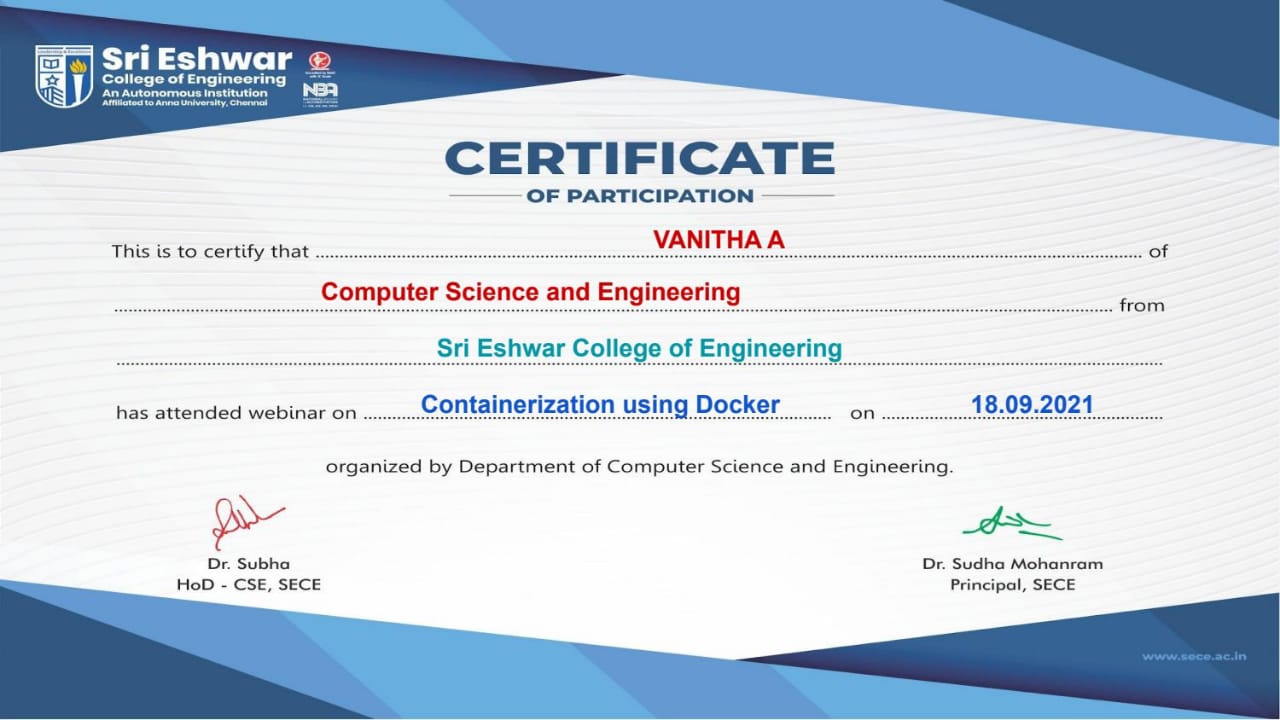 Leadership & Excellence
Sri Eshwar
College of Engineering
An Autonomous Institution
Affiliated to Anna University, Chennai
NBA
CERTIFICATE
OF PARTICIPATION
This is to certify that VANITHA A of
Computer Science and Engineering from
Sri Eshwar College of Engineering
has attended webinar on Containerization using Docker on 18.09.2021
organized by Department of Computer Science and Engineering.
Dr. Subha
HoD - CSE, SECE
Dr. Sudha Mohanram
Principal, SECE
www.sece.ac.in